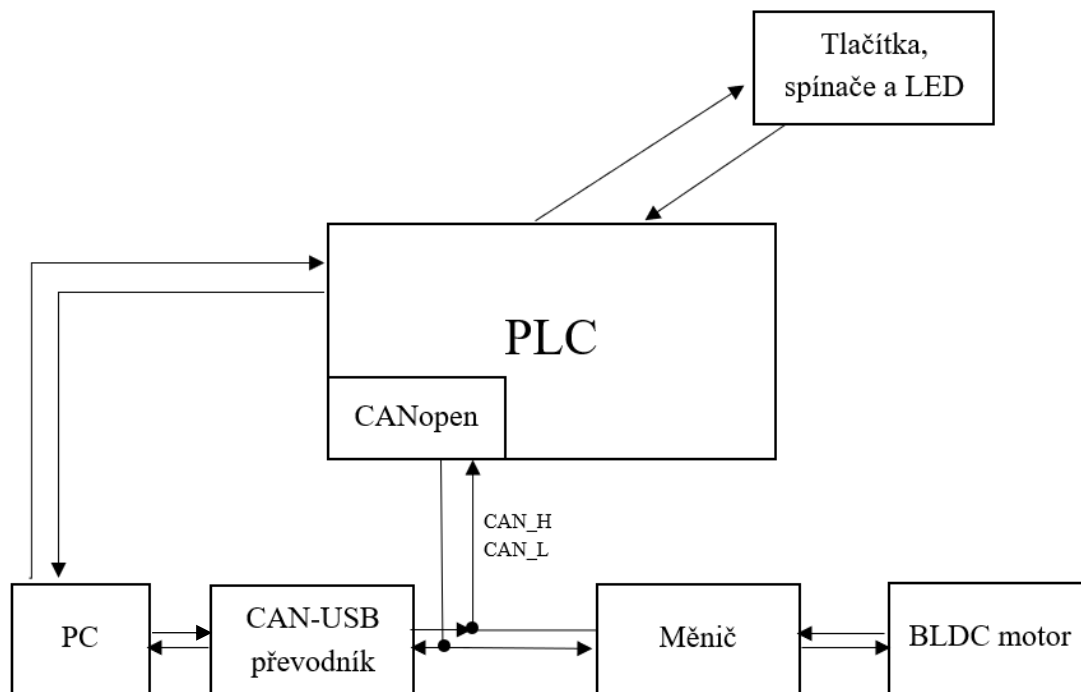 Tlačítka,
spínače a LED
PLC
CANopen
CAN_H
CAN_L
PC
CAN-USB
převodník
Měnič
BLDC motor